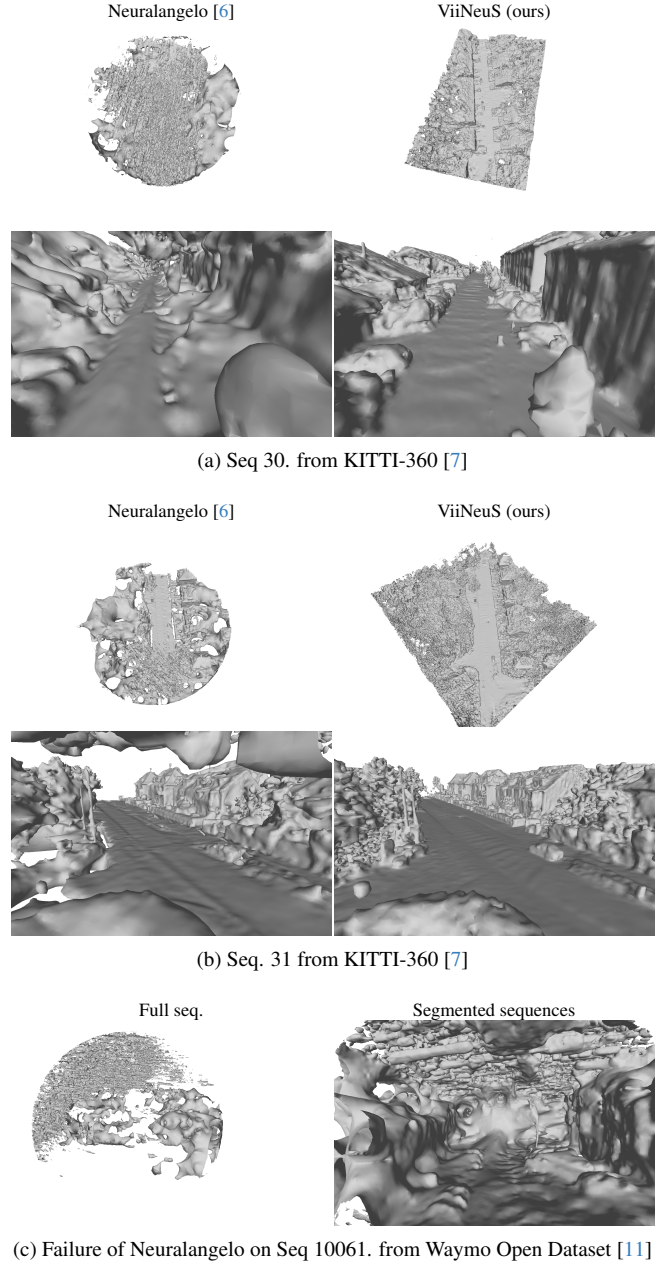 Neuralangelo [6]
ViiNeuS (ours)
(a) Seq 30. from KITTI-360 [7]
Neuralangelo [6]
ViiNeuS (ours)
(b) Seq. 31 from KITTI-360 [7]
Full seq.
Segmented sequences
(c) Failure of Neuralangelo on Seq 10061. from Waymo Open Dataset [11]